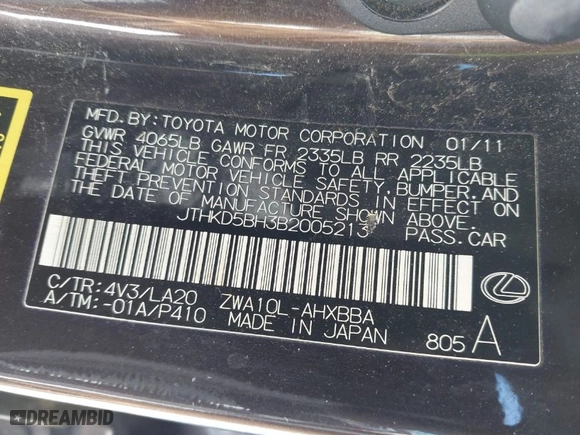 MFD. BY: TOYOTA MOTOR CORPORATION 01/11
GVWR 4065LB GAWR FR 2335LB RR 2235LB
THIS VEHICLE CONFORMS TO ALL APPLICABLE
FEDERAL MOTOR VEHICLE SAFETY, BUMPER, AND
THEFT PREVENTION STANDARDS IN EFFECT ON
THE DATE OF MANUFACTURE SHOWN ABOVE.
JTHKD5BH3B2005213 PASS. CAR
C/TR: 4V3/LA20 ZWA10L-AHXBBA
A/TM: -01A/P410 MADE IN JAPAN
805 A
DREAMBID